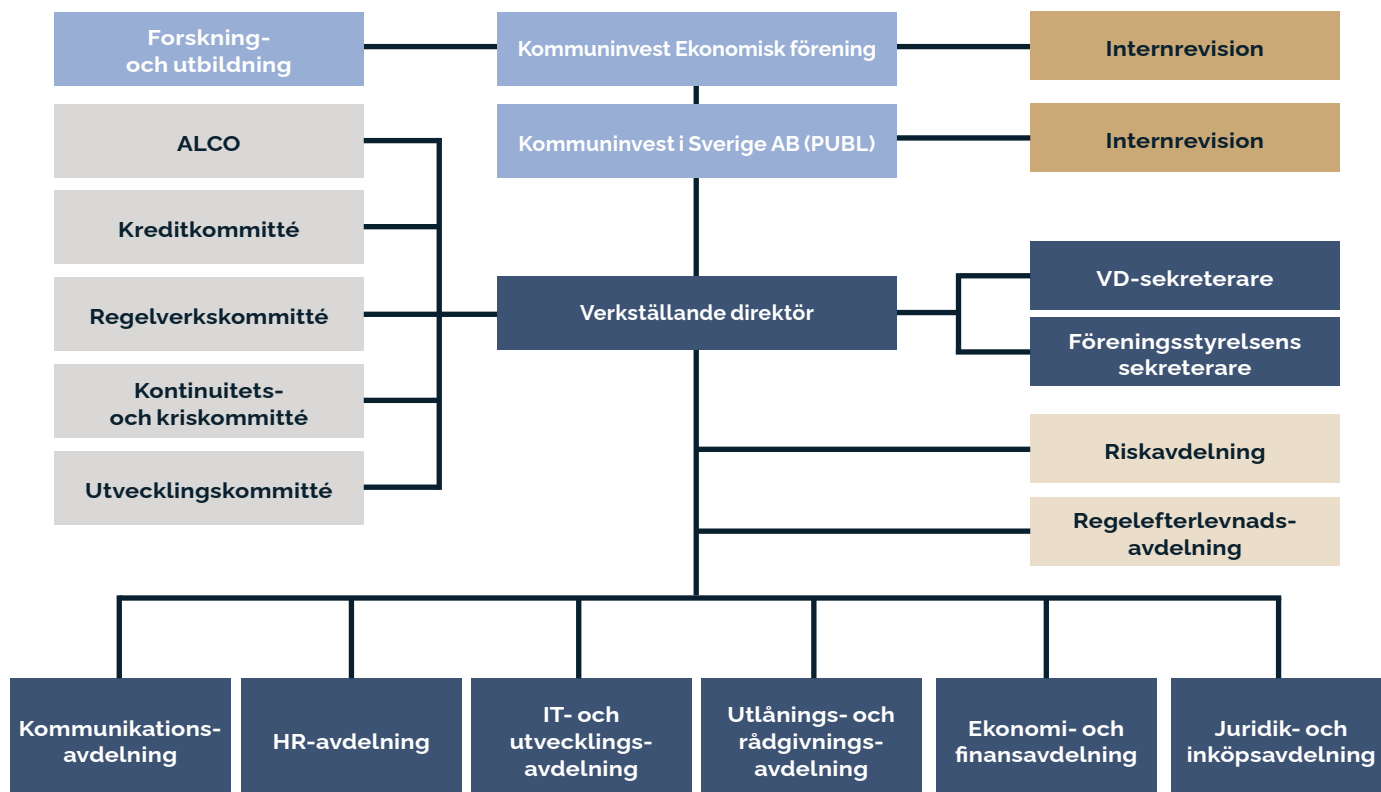 Forskning-
och utbildning
Kommuninvest Ekonomisk förening
Internrevision
ALCO
Kommuninvest i Sverige AB (PUBL)
Internrevision
Kreditkommitté
Regelverkskommitté
Verkställande direktör
VD-sekreterare
Föreningsstyrelsens
sekreterare
Kontinuitets-
och kriskommitté
Riskavdelning
Utvecklingskommitté
Regelefterlevnads-
avdelning
Kommunikations-
avdelning
HR-avdelning
IT- och
utvecklings-
avdelning
Utlånings- och
rådgivnings-
avdelning
Ekonomi- och
finansavdelning
Juridik- och
inköpsavdelning